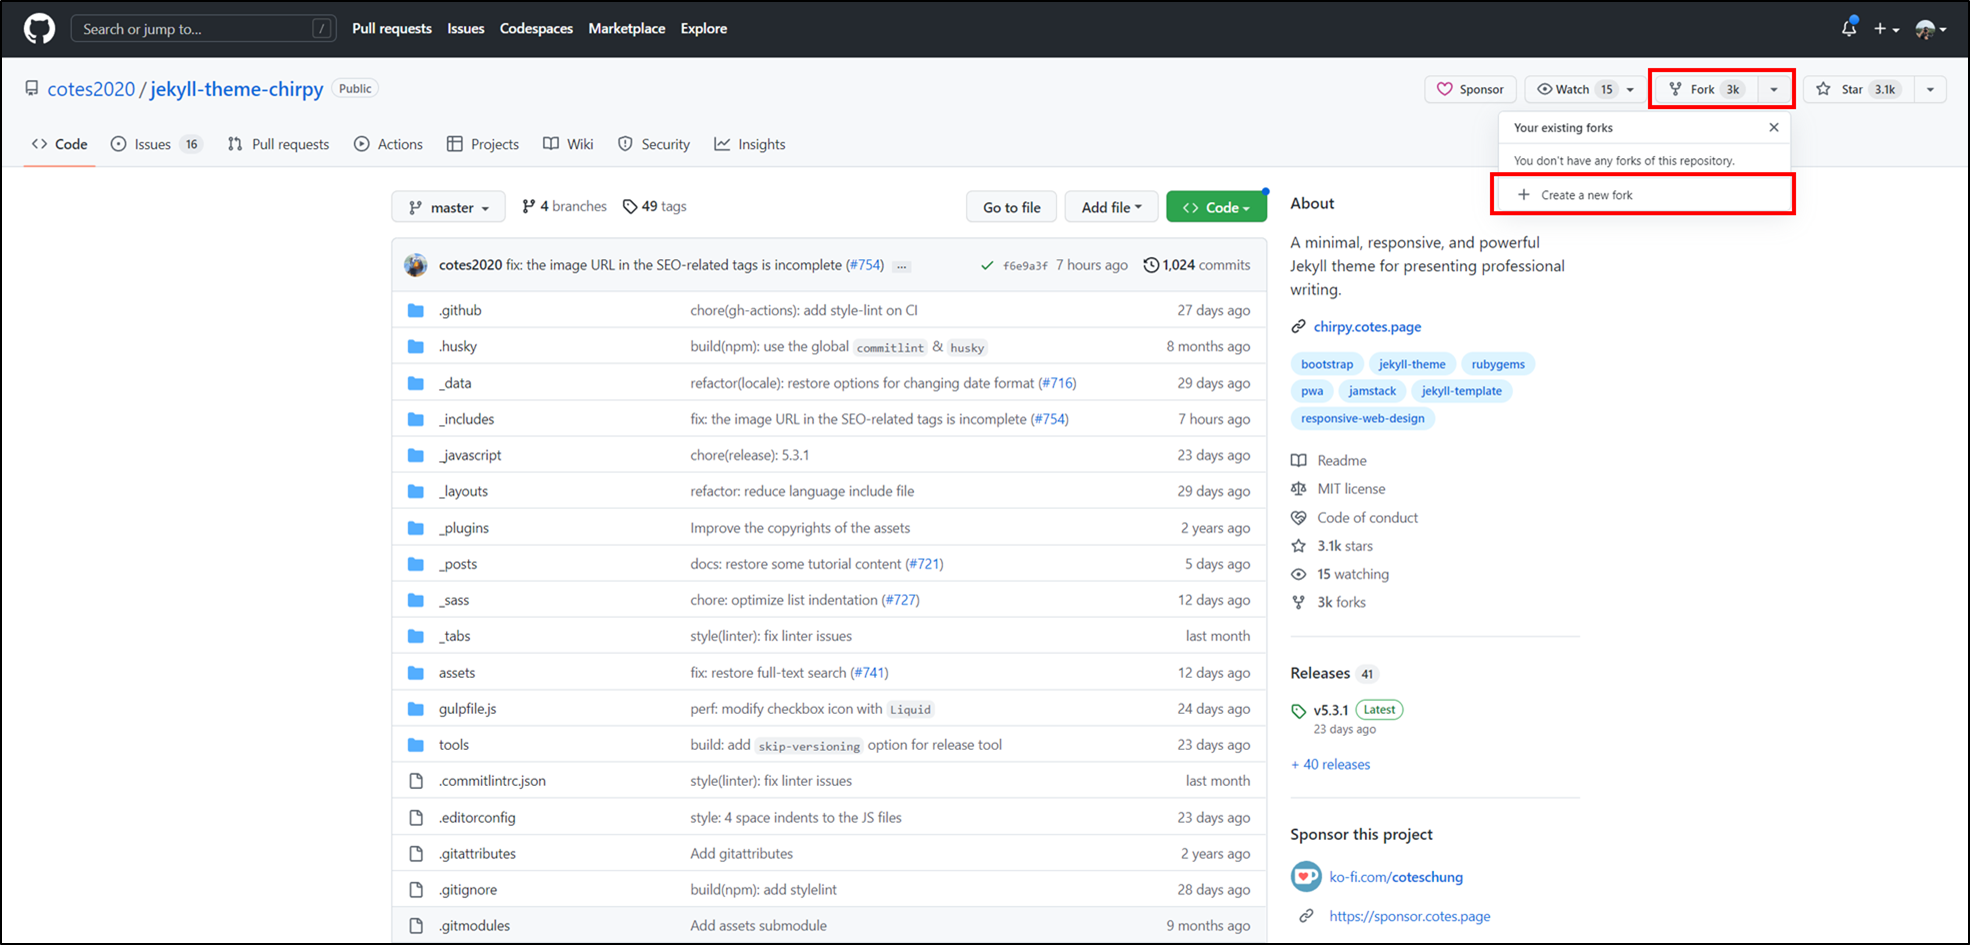 Search or jump to... / Pull requests Issues Codespaces Marketplace Explore
cotes2020 / jekyll-theme-chirpy Public Sponsor Watch 15 Fork 3k Star 3.1k
Your existing forks
You don't have any forks of this repository.
Create a new fork
Code Issues 16 Pull requests Actions Projects Wiki Security Insights
master 4 branches 49 tags Go to file Add file Code
cotes2020 fix: the image URL in the SEO-related tags is incomplete (#754) ... f6e9a3f 7 hours ago 1,024 commits
.github chore(gh-actions): add style-lint on CI 27 days ago
.husky build(npm): use the global commitlint & husky 8 months ago
_data refactor(locale): restore options for changing date format (#716) 29 days ago
_includes fix: the image URL in the SEO-related tags is incomplete (#754) 7 hours ago
_javascript chore(release): 5.3.1 23 days ago
_layouts refactor: reduce language include file 29 days ago
_plugins Improve the copyrights of the assets 2 years ago
_posts docs: restore some tutorial content (#721) 5 days ago
_sass chore: optimize list indentation (#727) 12 days ago
_tabs style(linter): fix linter issues last month
assets fix: restore full-text search (#741) 12 days ago
gulpfile.js perf: modify checkbox icon with Liquid 24 days ago
tools build: add skip-versioning option for release tool 23 days ago
.commitlintrc.json style(linter): fix linter issues last month
.editorconfig style: 4 space indents to the JS files 23 days ago
.gitattributes Add gitattributes 2 years ago
.gitignore build(npm): add stylelint 28 days ago
.gitmodules Add assets submodule 9 months ago
About
A minimal, responsive, and powerful
Jekyll theme for presenting professional
writing.
chirpy.cotes.page
bootstrap jekyll-theme rubygems
pwa jamstack jekyll-template
responsive-web-design
Readme
MIT license
Code of conduct
3.1k stars
15 watching
3k forks
Releases 41
v5.3.1 Latest
23 days ago
+ 40 releases
Sponsor this project
ko-fi.com/coteschung
https://sponsor.cotes.page